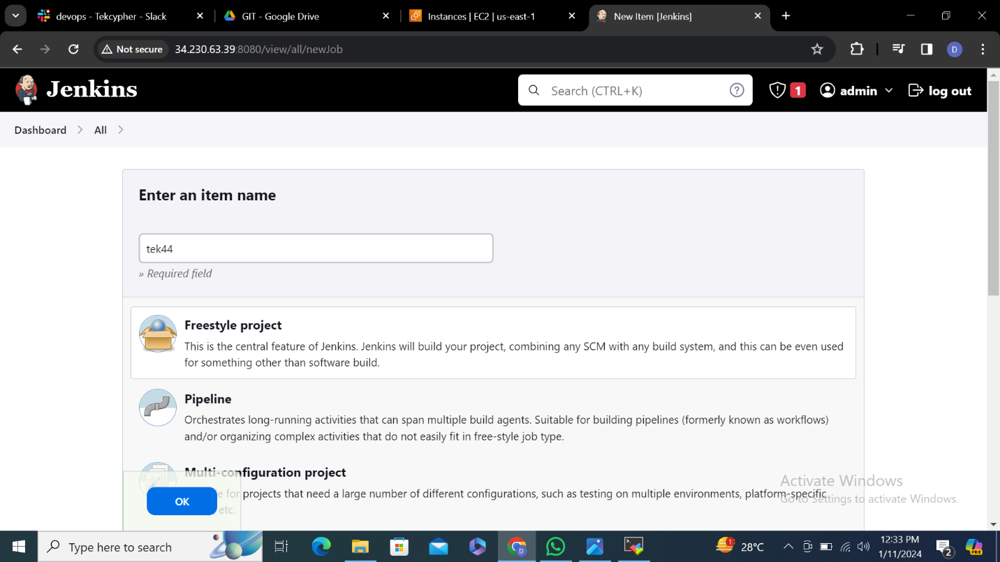 devops - Tekcypher - Slack
GIT - Google Drive
Instances | EC2 | us-east-1
New Item [Jenkins]
Not secure
34.230.63.39:8080/view/all/newJob
D
Jenkins
Search (CTRL+K)
?
1
admin
log out
Dashboard
All
Enter an item name
tek44
» Required field
Freestyle project
This is the central feature of Jenkins. Jenkins will build your project, combining any SCM with any build system, and this can be even used
for something other than software build.
Pipeline
Orchestrates long-running activities that can span multiple build agents. Suitable for building pipelines (formerly known as workflows)
and/or organizing complex activities that do not easily fit in free-style job type.
Multi-configuration project
for projects that need a large number of different configurations, such as testing on multiple environments, platform-specific
etc.
OK
Activate Windows
Go to Settings to activate Windows.
Type here to search
D
1
28°C
12:33 PM
1/11/2024
2
PRE